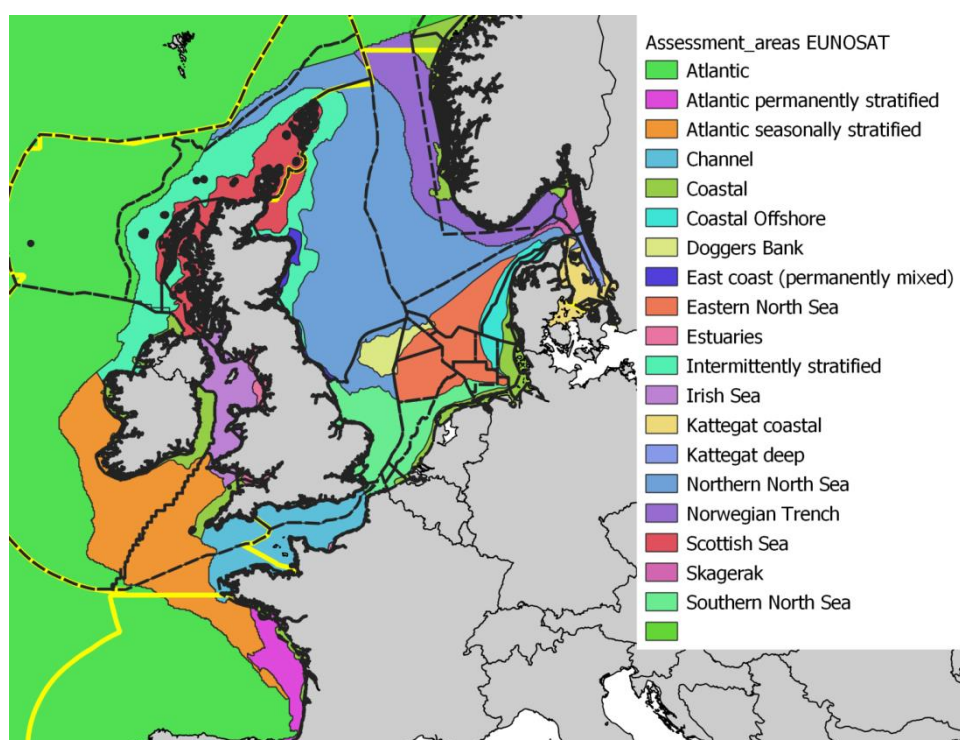 Assessment_areas EUNOSAT
Atlantic
Atlantic permanently stratified
Atlantic seasonally stratified
Channel
Coastal
Coastal Offshore
Doggers Bank
East coast (permanently mixed)
Eastern North Sea
Estuaries
Intermittently stratified
Irish Sea
Kattegat coastal
Kattegat deep
Northern North Sea
Norwegian Trench
Scottish Sea
Skagerak
Southern North Sea